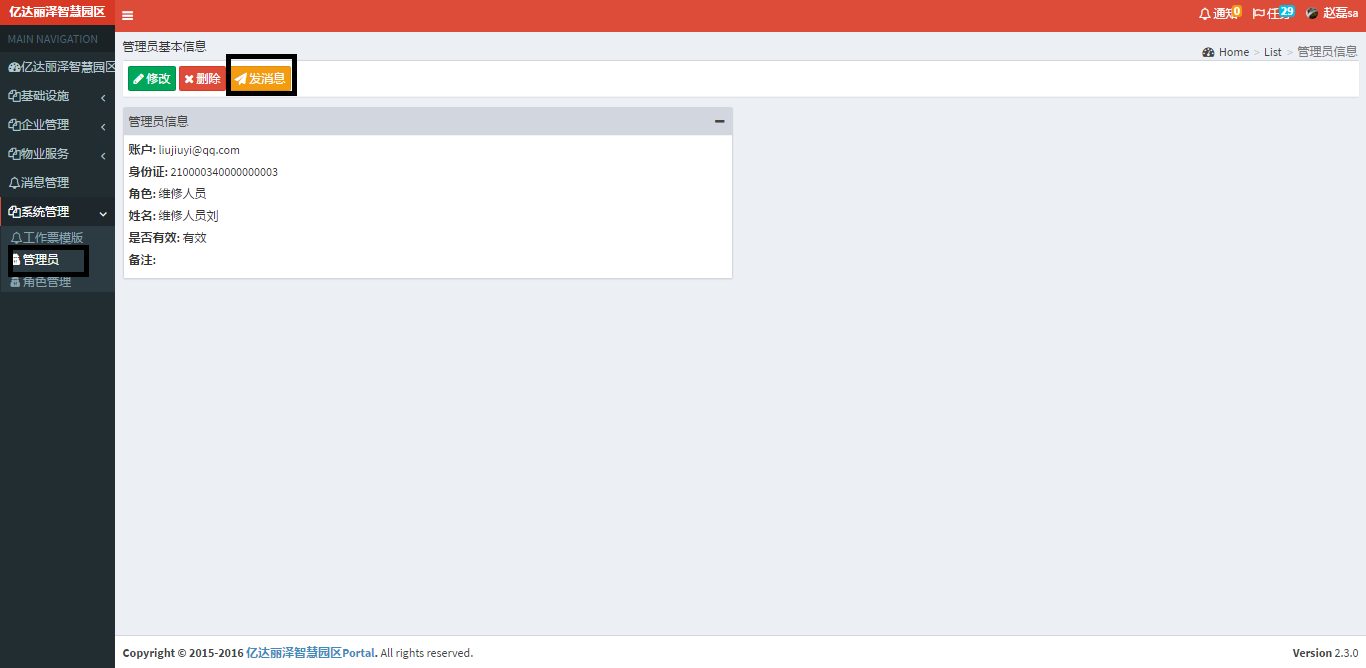 亿达丽泽智慧园区
通知 0 任务 29 赵磊sa
MAIN NAVIGATION
亿达丽泽智慧园区
基础设施
企业管理
物业服务
消息管理
系统管理
工作票模版
管理员
角色管理
管理员基本信息
Home > List > 管理员信息
修改 删除 发消息
管理员信息
账户: liujiuyi@qq.com
身份证: 210000340000000003
角色: 维修人员
姓名: 维修人员刘
是否有效: 有效
备注:
Copyright © 2015-2016 亿达丽泽智慧园区Portal. All rights reserved.
Version 2.3.0